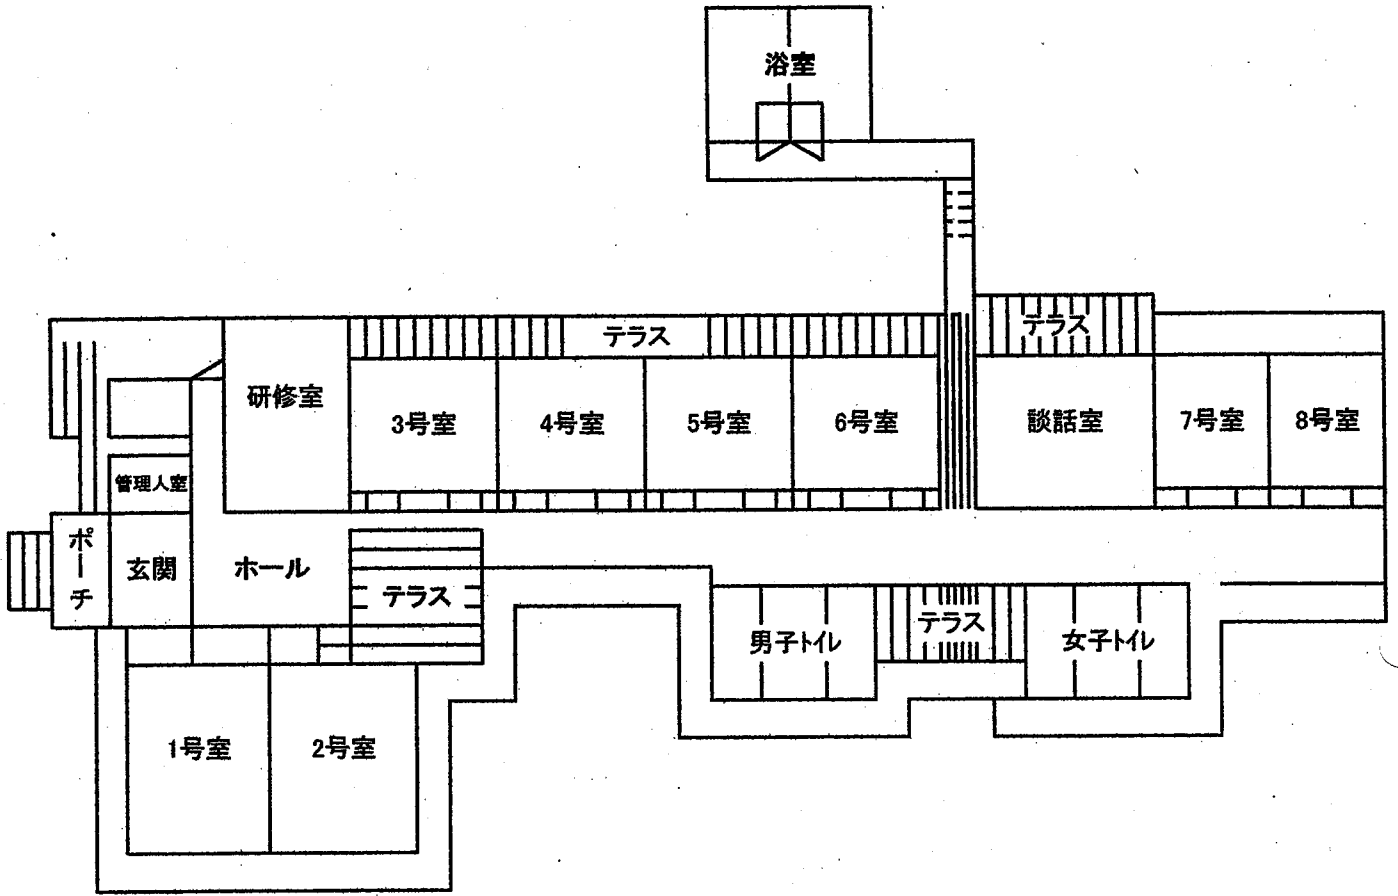 浴室
テラス
テラス
研修室
3号室
4号室
5号室
6号室
談話室
7号室
8号室
管理人室
ポーチ
玄関
ホール
テラス
男子トイレ
テラス
女子トイレ
1号室
2号室